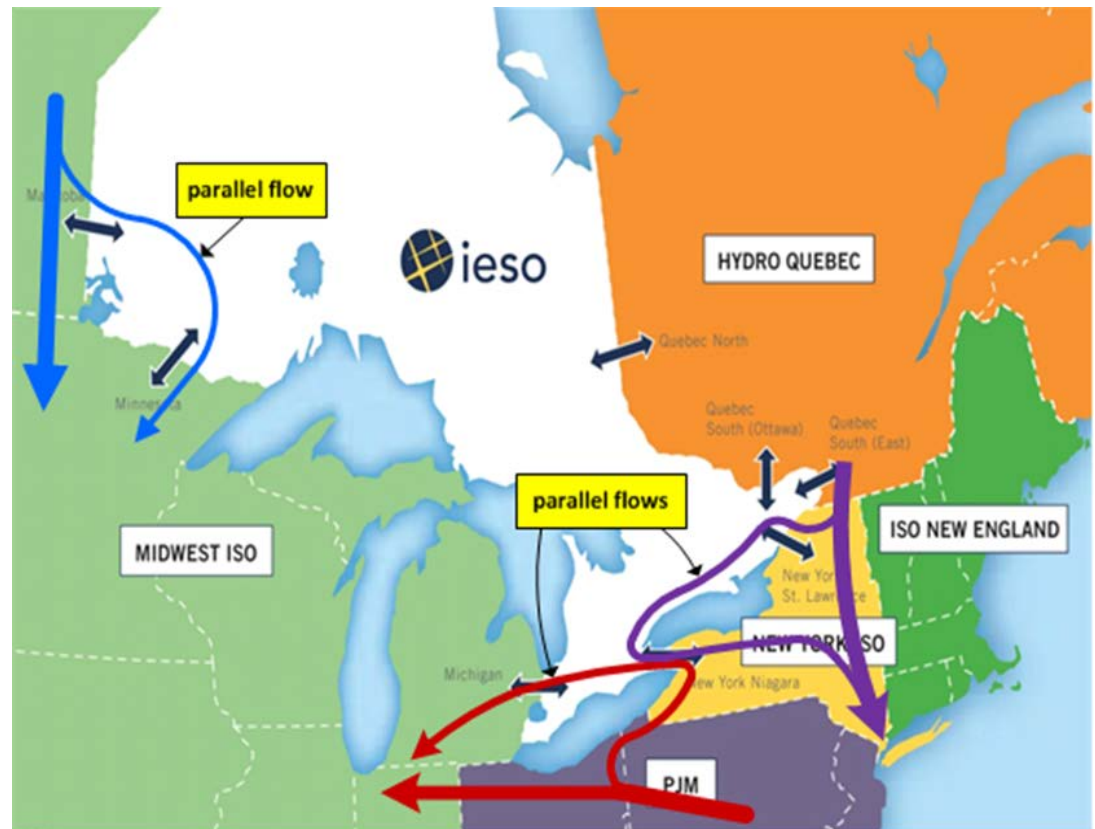 parallel flow
ieso
HYDRO QUEBEC
Quebec North
Minnesota
Quebec
South (Ottawa)
Quebec
South (East)
parallel flows
MIDWEST ISO
ISO NEW ENGLAND
New York
St. Lawrence
NEW YORK ISO
Michigan
New York Niagara
PJM